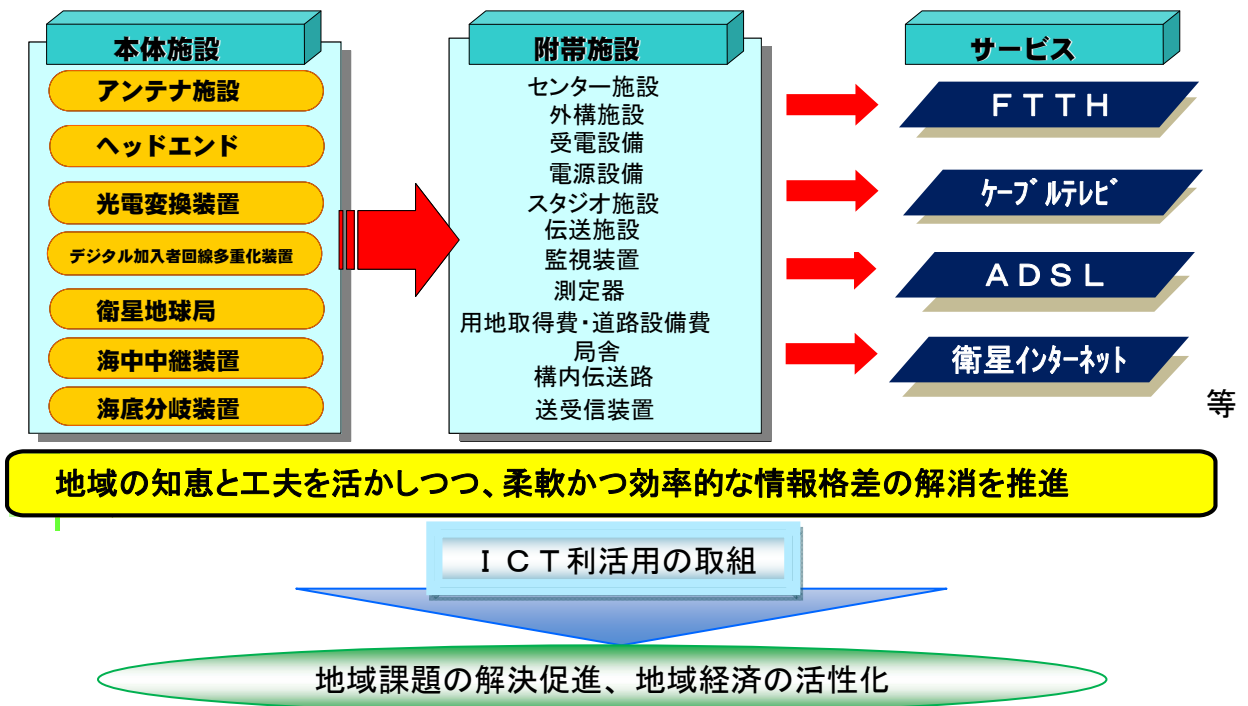 本体施設
アンテナ施設
ヘッドエンド
光電変換装置
デジタル加入者回線多重化装置
衛星地球局
海中中継装置
海底分岐装置
附帯施設
センター施設
外構施設
受電設備
電源設備
スタジオ施設
伝送施設
監視装置
測定器
用地取得費・道路設備費
局舎
構内伝送路
送受信装置
サービス
ＦＴＴＨ
ｹｰﾌﾞﾙﾃﾚﾋﾞ
ＡＤＳＬ
衛星ｲﾝﾀｰﾈｯﾄ
等
地域の知恵と工夫を活かしつつ、柔軟かつ効率的な情報格差の解消を推進
ＩＣＴ利活用の取組
地域課題の解決促進、地域経済の活性化